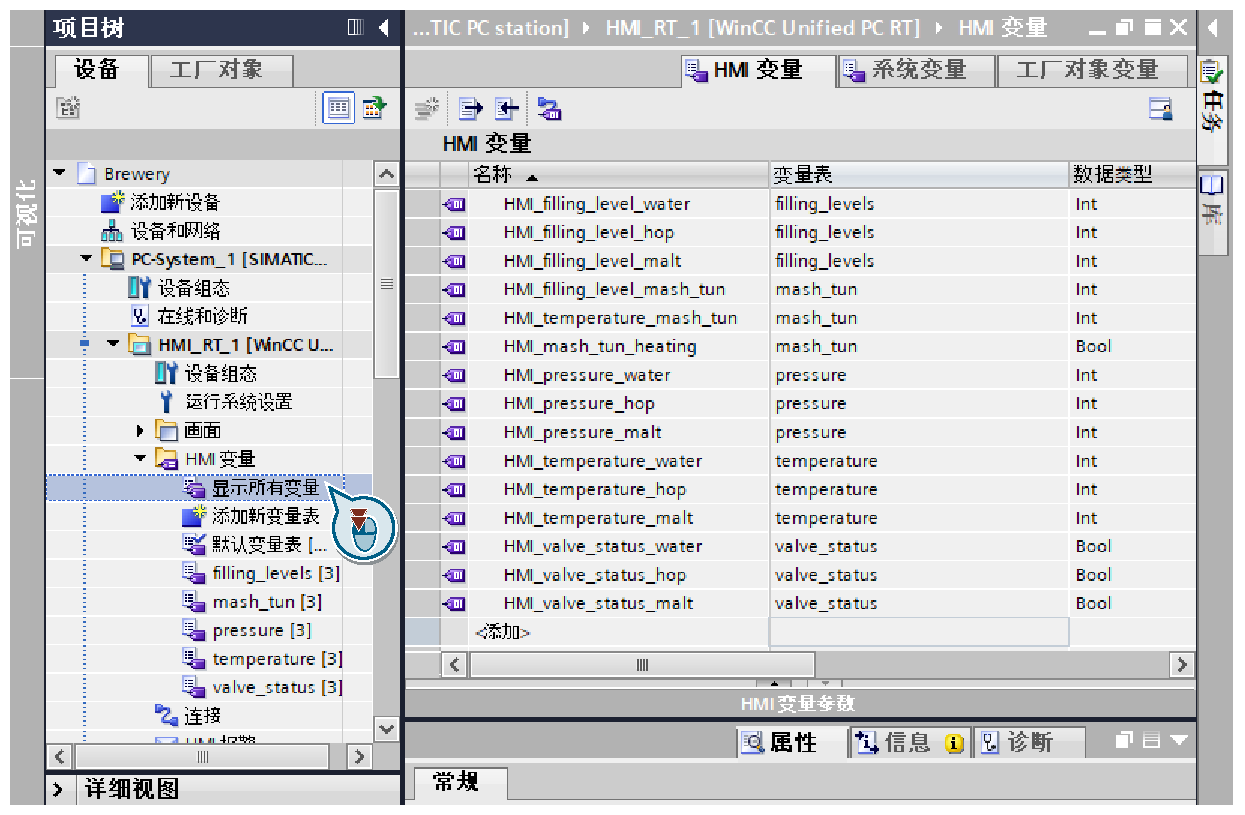 项目树
...TIC PC station] HMI_RT_1 [WinCC Unified PC RT] HMI 变量
设备 工厂对象
HMI 变量 系统变量 工厂对象变量
可视化
任务
库
HMI 变量
名称 变量表 数据类型
Brewery
添加新设备
设备和网络
PC-System_1 [SIMATIC...
设备组态
在线和诊断
HMI_RT_1 [WinCC U...
设备组态
运行系统设置
画面
HMI 变量
显示所有变量
添加新变量表
默认变量表 [...
filling_levels [3]
mash_tun [3]
pressure [3]
temperature [3]
valve_status [3]
连接
HMI 报警
详细视图
HMI_filling_level_water filling_levels Int
HMI_filling_level_hop filling_levels Int
HMI_filling_level_malt filling_levels Int
HMI_filling_level_mash_tun mash_tun Int
HMI_temperature_mash_tun mash_tun Int
HMI_mash_tun_heating mash_tun Bool
HMI_pressure_water pressure Int
HMI_pressure_hop pressure Int
HMI_pressure_malt pressure Int
HMI_temperature_water temperature Int
HMI_temperature_hop temperature Int
HMI_temperature_malt temperature Int
HMI_valve_status_water valve_status Bool
HMI_valve_status_hop valve_status Bool
HMI_valve_status_malt valve_status Bool
<添加>
HMI变量参数
属性 信息 诊断
常规